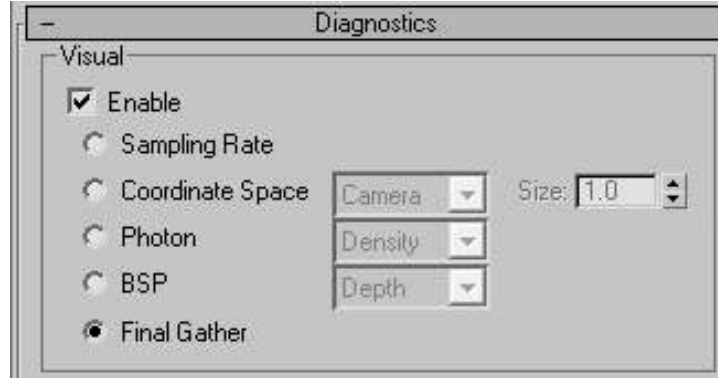 Diagnostics
Visual
Enable
Sampling Rate
Coordinate Space Camera Size: 1.0
Photon Density
BSP Depth
Final Gather